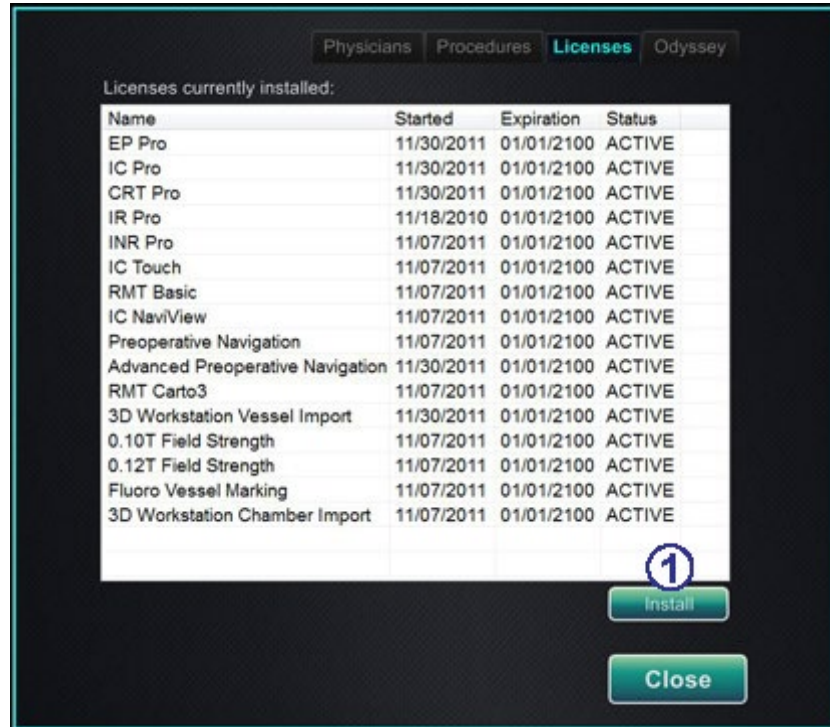 Physicians Procedures Licenses Odyssey
Licenses currently installed:
Name Started Expiration Status
EP Pro 11/30/2011 01/01/2100 ACTIVE
IC Pro 11/30/2011 01/01/2100 ACTIVE
CRT Pro 11/30/2011 01/01/2100 ACTIVE
IR Pro 11/18/2010 01/01/2100 ACTIVE
INR Pro 11/07/2011 01/01/2100 ACTIVE
IC Touch 11/07/2011 01/01/2100 ACTIVE
RMT Basic 11/07/2011 01/01/2100 ACTIVE
IC NaviView 11/07/2011 01/01/2100 ACTIVE
Preoperative Navigation 11/07/2011 01/01/2100 ACTIVE
Advanced Preoperative Navigation 11/30/2011 01/01/2100 ACTIVE
RMT Carto3 11/07/2011 01/01/2100 ACTIVE
3D Workstation Vessel Import 11/30/2011 01/01/2100 ACTIVE
0.10T Field Strength 11/07/2011 01/01/2100 ACTIVE
0.12T Field Strength 11/07/2011 01/01/2100 ACTIVE
Fluoro Vessel Marking 11/07/2011 01/01/2100 ACTIVE
3D Workstation Chamber Import 11/07/2011 01/01/2100 ACTIVE
1
Install
Close